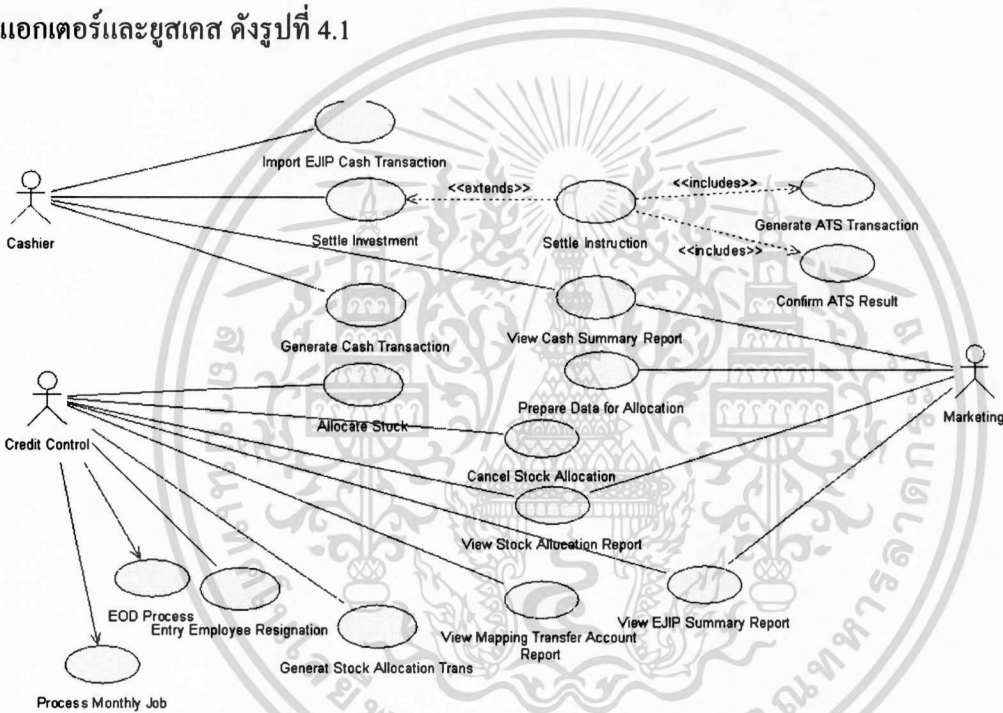 แอกเตอร์และยูสเคส ดังรูปที่ 4.1
Import EJIP Cash Transaction
<<extends>>
<<includes>>
Cashier
Settle Investment
Settle Instruction
Generate ATS Transaction
<<includes>>
Confirm ATS Result
Generate Cash Transaction
View Cash Summary Report
Prepare Data for Allocation
Marketing
Allocate Stock
Credit Control
Cancel Stock Allocation
View Stock Allocation Report
EOD Process
Entry Employee Resignation
Generat Stock Allocation Trans
View Mapping Transfer Account
Report
View EJIP Summary Report
Process Monthly Job